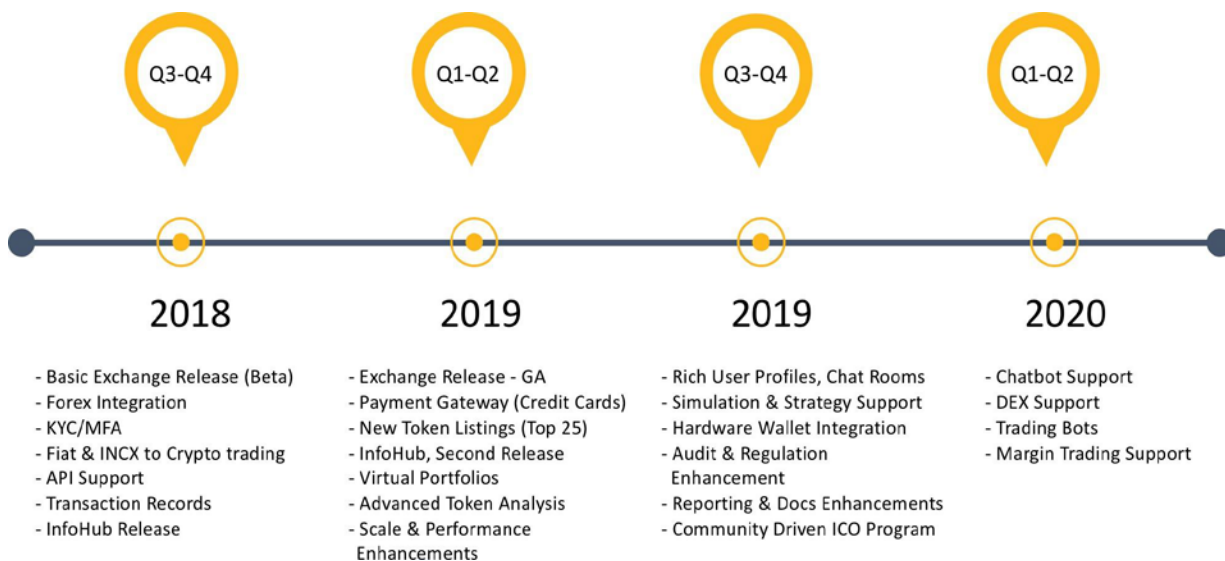 Q3-Q4
Q1-Q2
Q3-Q4
Q1-Q2
2018
2019
2019
2020
- Basic Exchange Release (Beta)
- Forex Integration
- KYC/MFA
- Fiat & INCX to Crypto trading
- API Support
- Transaction Records
- InfoHub Release
- Exchange Release - GA
- Payment Gateway (Credit Cards)
- New Token Listings (Top 25)
- InfoHub, Second Release
- Virtual Portfolios
- Advanced Token Analysis
- Scale & Performance
Enhancements
- Rich User Profiles, Chat Rooms
- Simulation & Strategy Support
- Hardware Wallet Integration
- Audit & Regulation
Enhancement
- Reporting & Docs Enhancements
- Community Driven ICO Program
- Chatbot Support
- DEX Support
- Trading Bots
- Margin Trading Support